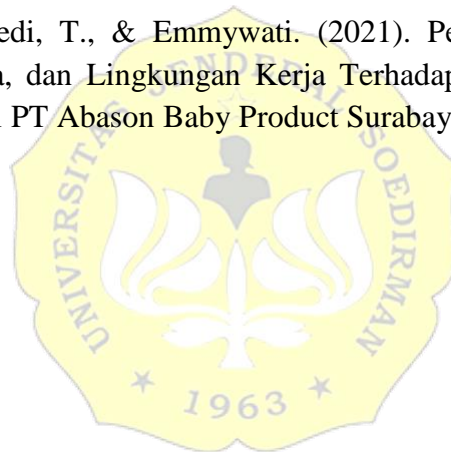 edi, T., & Emmywati. (2021). Pe
, dan Lingkungan Kerja Terhadap
PT Abason Baby Product Surabay
UNIVERSITAS JENDERAL SOEDIRMAN
* 1963 *